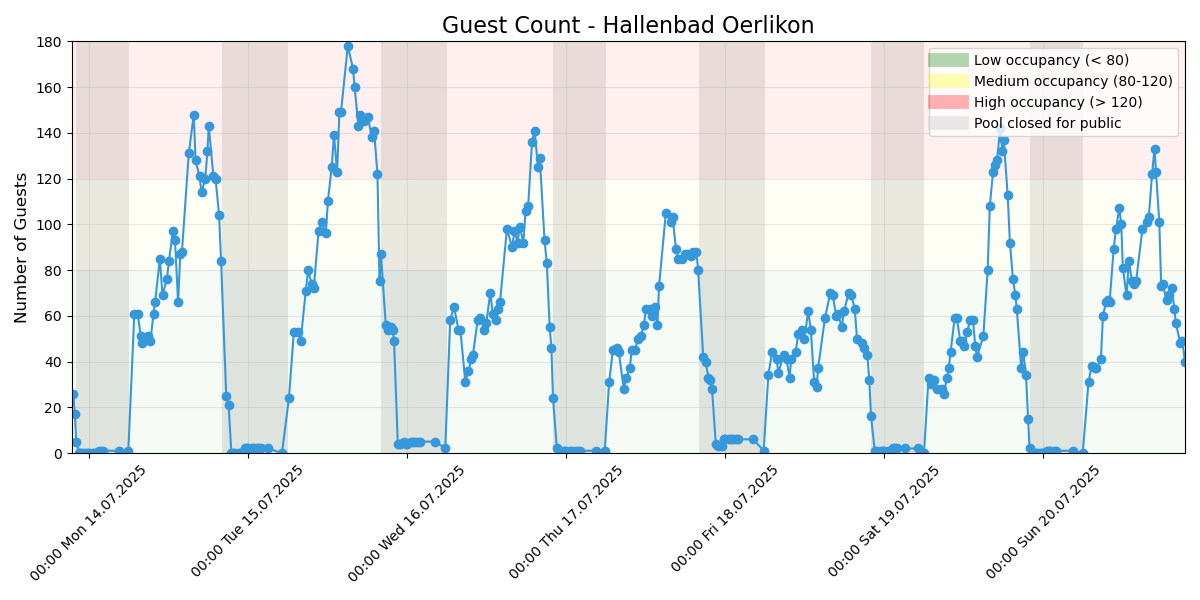 Guest Count - Hallenbad Oerlikon
Number of Guests
180
160
140
120
100
80
60
40
20
0
Low occupancy (< 80)
Medium occupancy (80-120)
High occupancy (> 120)
Pool closed for public
00:00 Mon 14.07.2025
00:00 Tue 15.07.2025
00:00 Wed 16.07.2025
00:00 Thu 17.07.2025
00:00 Fri 18.07.2025
00:00 Sat 19.07.2025
00:00 Sun 20.07.2025